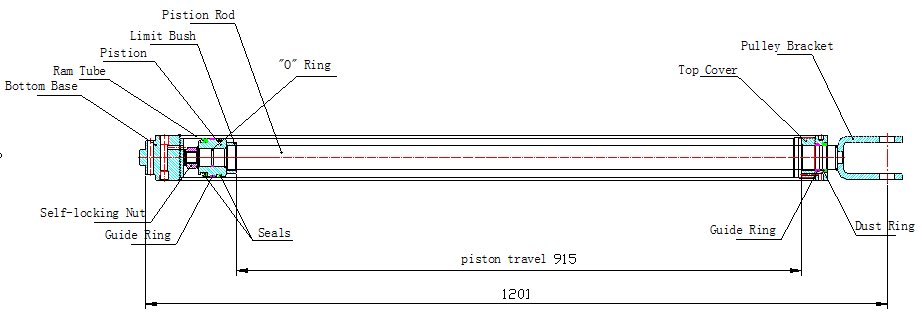 Pistion Rod
Limit Bush
Pistion
"O" Ring
Ram Tube
Bottom Base
Pulley Bracket
Top Cover
Self-locking Nut
Guide Ring
Seals
Guide Ring
Dust Ring
piston travel 915
1201